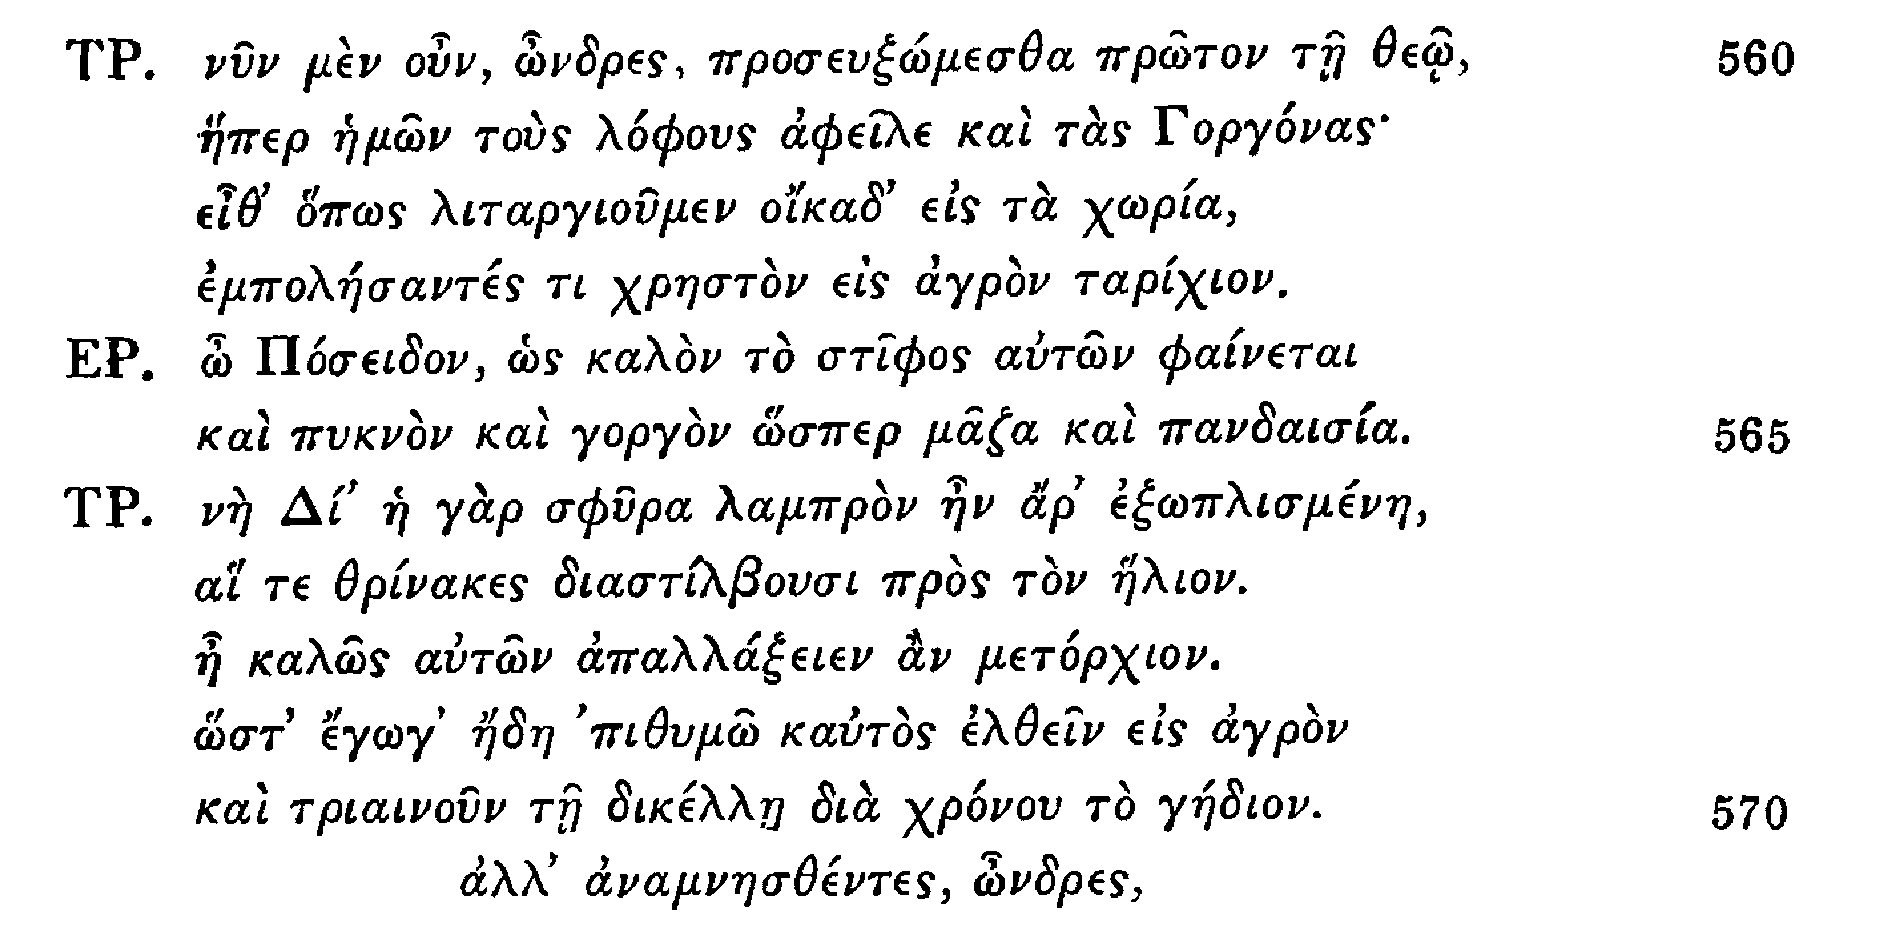 ΤΡ. νῦν μὲν οὖν, ὦνδρες, προσευξώμεσθα πρῶτον τῇ θεῷ, 560
ἥπερ ἡμῶν τοὺς λόφους ἀφεῖλε καὶ τὰς Γοργόνας·
εἶθ' ὅπως λιταργιοῦμεν οἴκαδ' εἰς τὰ χωρία,
ἐμπολήσαντές τι χρηστὸν εἰς ἀγρὸν ταρίχιον.
ΕΡ. ὦ Πόσειδον, ὡς καλὸν τὸ στῖφος αὐτῶν φαίνεται
καὶ πυκνὸν καὶ γοργὸν ὥσπερ μᾶζα καὶ πανδαισία. 565
ΤΡ. νὴ Δί' ἡ γὰρ σφῦρα λαμπρὸν ἦν ἄρ' ἐξωπλισμένη,
αἵ τε θρίνακες διαστίλβουσι πρὸς τὸν ἥλιον.
ἦ καλῶς αὐτῶν ἀπαλλάξειεν ἂν μετόρχιον.
ὥστ' ἔγωγ' ἤδη 'πιθυμῶ καὐτὸς ἐλθεῖν εἰς ἀγρὸν
καὶ τριαινοῦν τῇ δικέλλῃ διὰ χρόνου τὸ γήδιον. 570
ἀλλ' ἀναμνησθέντες, ὦνδρες,